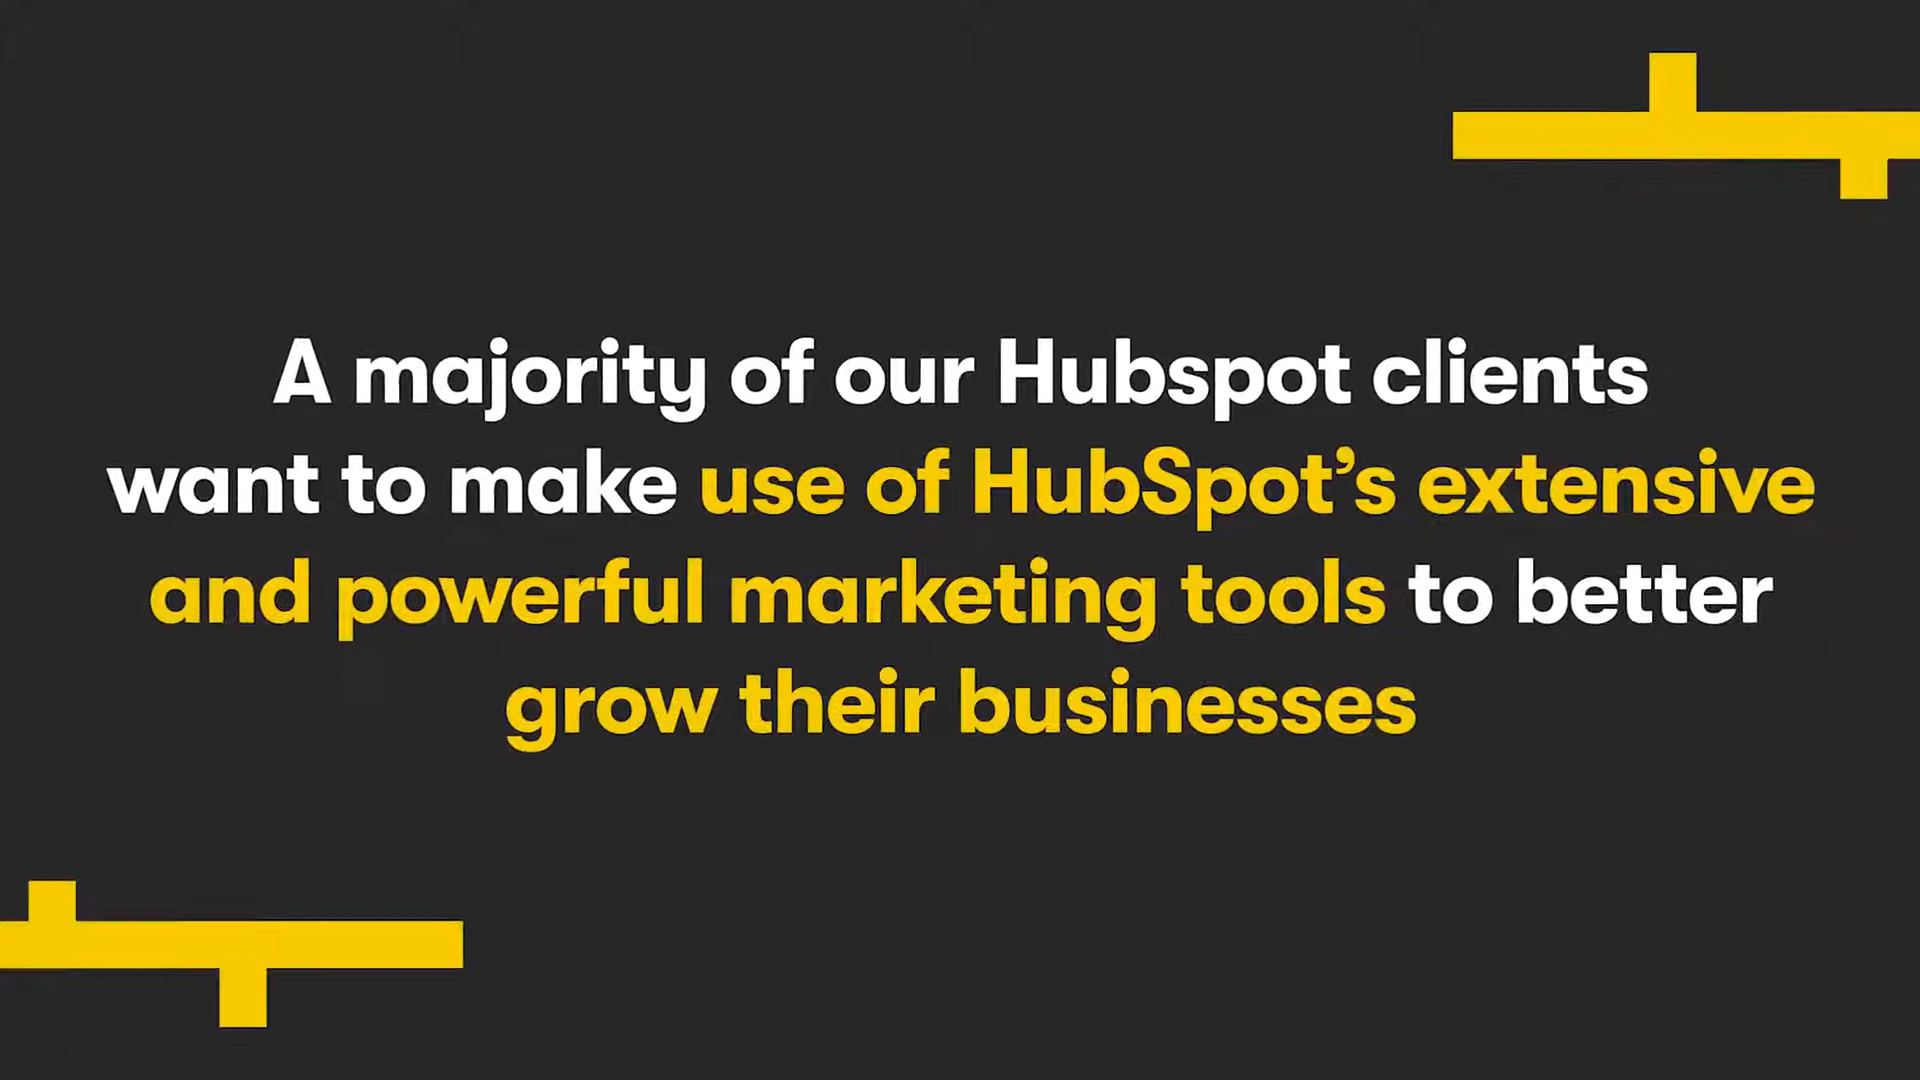 A majority of our Hubspot clients
want to make use of HubSpot’s extensive
and powerful marketing tools to better
grow their businesses